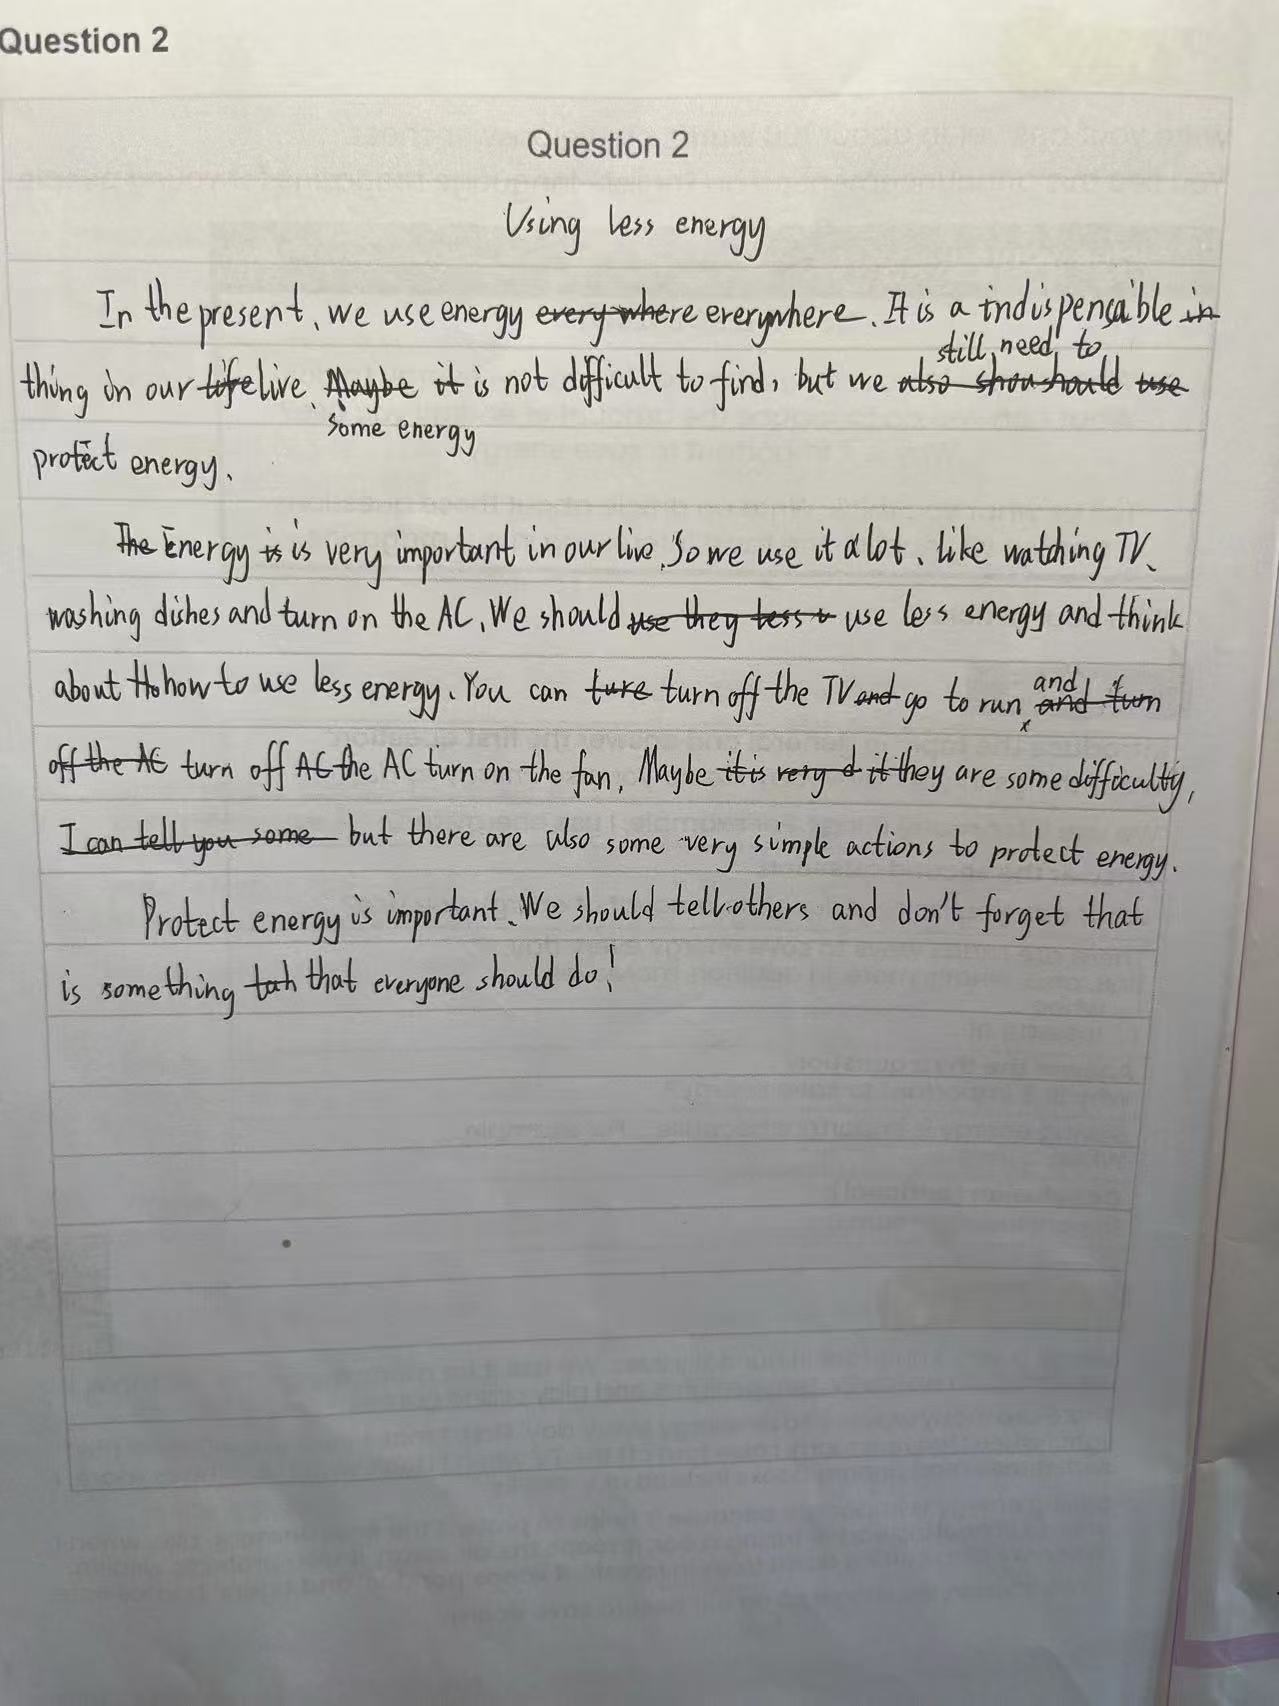 Question 2
Question 2
Using less energy
In the present, we use energy every where everywhere. It is a indispensable in
still need to
thing in our life live. Maybe it is not difficult to find, but we also shou should use
some energy
protect energy.
The Energy is is very important in our live. So we use it a lot, like watching TV,
washing dishes and turn on the AC. We should use they less u use less energy and think
about Ho how to use less energy. You can ture turn off the TV and go to run, and turn
and
off the AC turn off AC the AC turn on the fan. Maybe it is very d it they are some difficulty,
I can tell you some but there are also some very simple actions to protect energy.
Protect energy is important. We should tell others and don't forget that
is something tah that everyone should do!